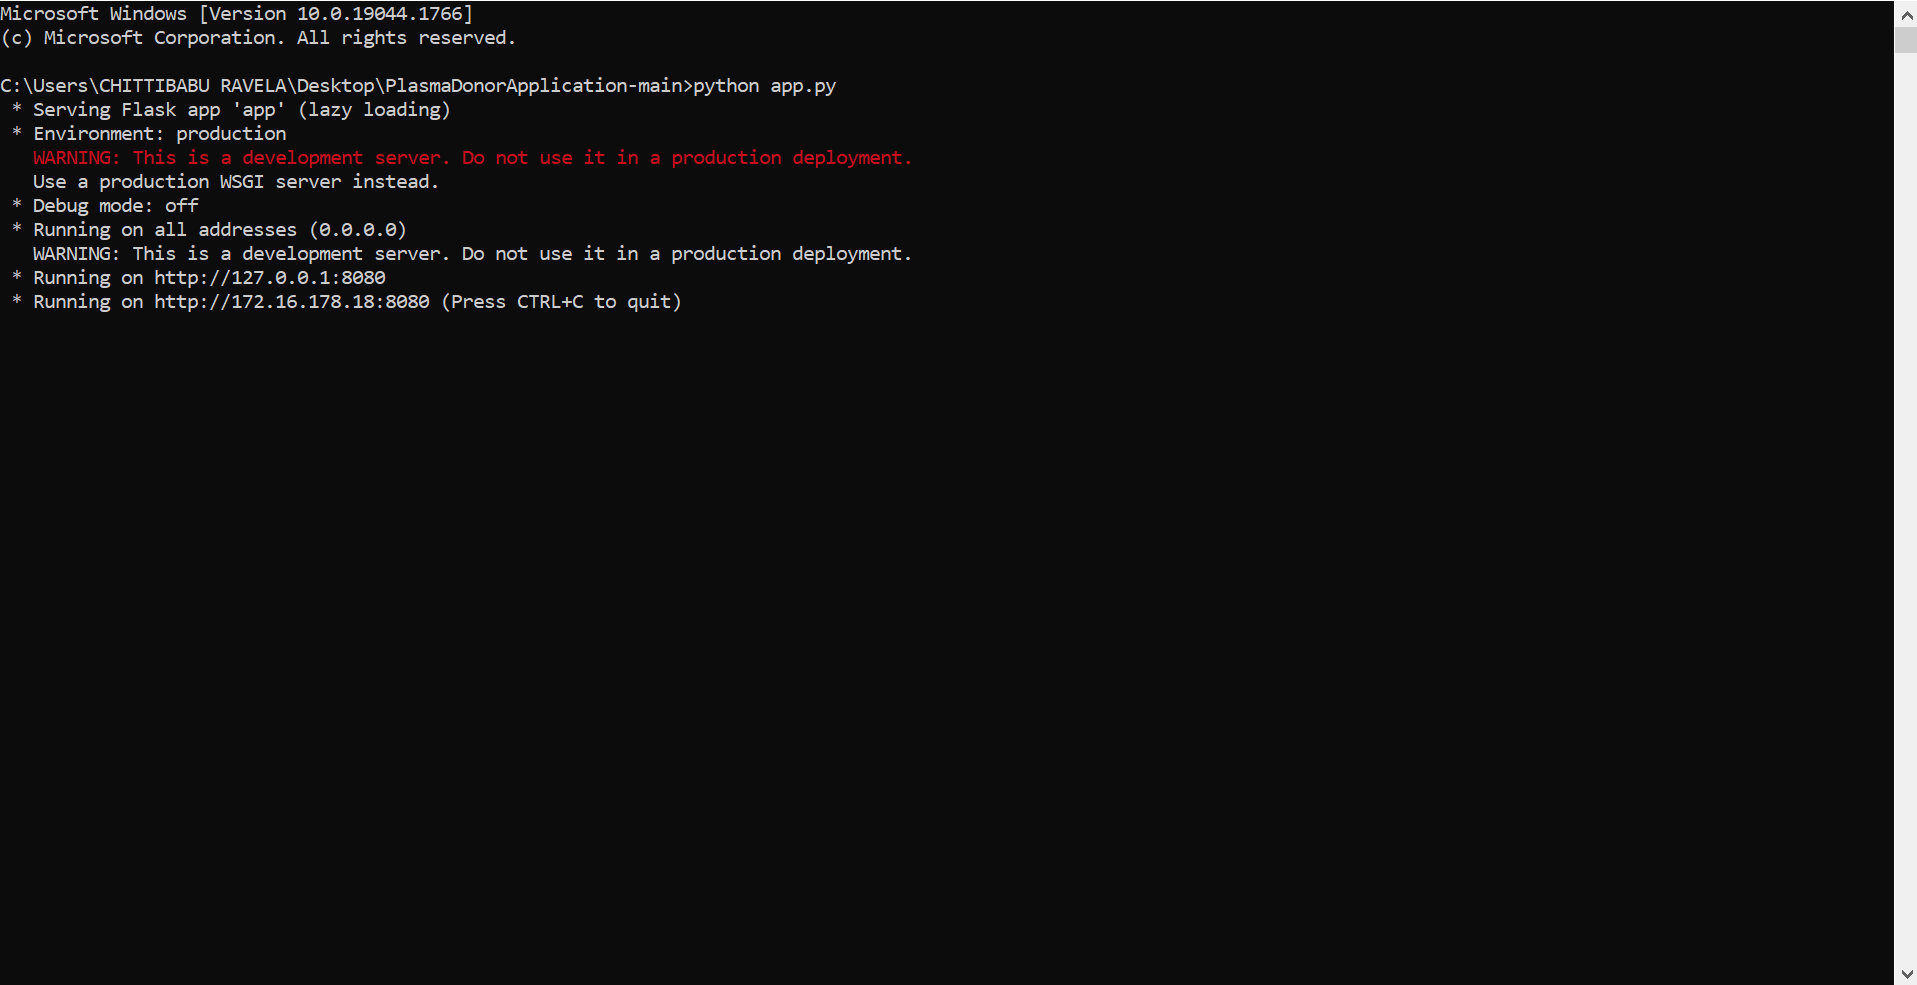 Microsoft Windows [Version 10.0.19044.1766]
(c) Microsoft Corporation. All rights reserved.
C:\Users\CHITTIBABU RAVELA\Desktop\PlasmaDonorApplication-main>python app.py
* Serving Flask app 'app' (lazy loading)
* Environment: production
WARNING: This is a development server. Do not use it in a production deployment.
Use a production WSGI server instead.
* Debug mode: off
* Running on all addresses (0.0.0.0)
WARNING: This is a development server. Do not use it in a production deployment.
* Running on http://127.0.0.1:8080
* Running on http://172.16.178.18:8080 (Press CTRL+C to quit)